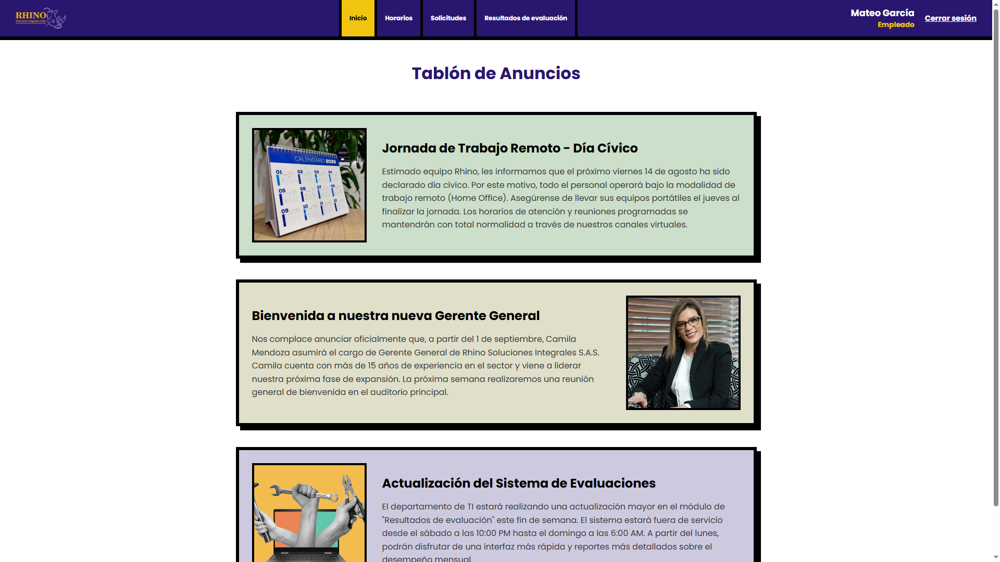 RHINO
Soluciones Integrales Ltda.
Inicio
Horarios
Solicitudes
Resultados de evaluación
Mateo García
Empleado
Cerrar sesión
Tablón de Anuncios
CALENDARIO 2026
01 02 03 04
05 06 07 08
09 10 11 12
Jornada de Trabajo Remoto - Día Cívico
Estimado equipo Rhino, les informamos que el próximo viernes 14 de agosto ha sido
declarado día cívico. Por este motivo, todo el personal operará bajo la modalidad de
trabajo remoto (Home Office). Asegúrense de llevar sus equipos portátiles el jueves al
finalizar la jornada. Los horarios de atención y reuniones programadas se
mantendrán con total normalidad a través de nuestros canales virtuales.
Bienvenida a nuestra nueva Gerente General
Nos complace anunciar oficialmente que, a partir del 1 de septiembre, Camila
Mendoza asumirá el cargo de Gerente General de Rhino Soluciones Integrales S.A.S.
Camila cuenta con más de 15 años de experiencia en el sector y viene a liderar
nuestra próxima fase de expansión. La próxima semana realizaremos una reunión
general de bienvenida en el auditorio principal.
Actualización del Sistema de Evaluaciones
El departamento de TI estará realizando una actualización mayor en el módulo de
"Resultados de evaluación" este fin de semana. El sistema estará fuera de servicio
desde el sábado a las 10:00 PM hasta el domingo a las 6:00 AM. A partir del lunes,
podrán disfrutar de una interfaz más rápida y reportes más detallados sobre el
desempeño mensual.